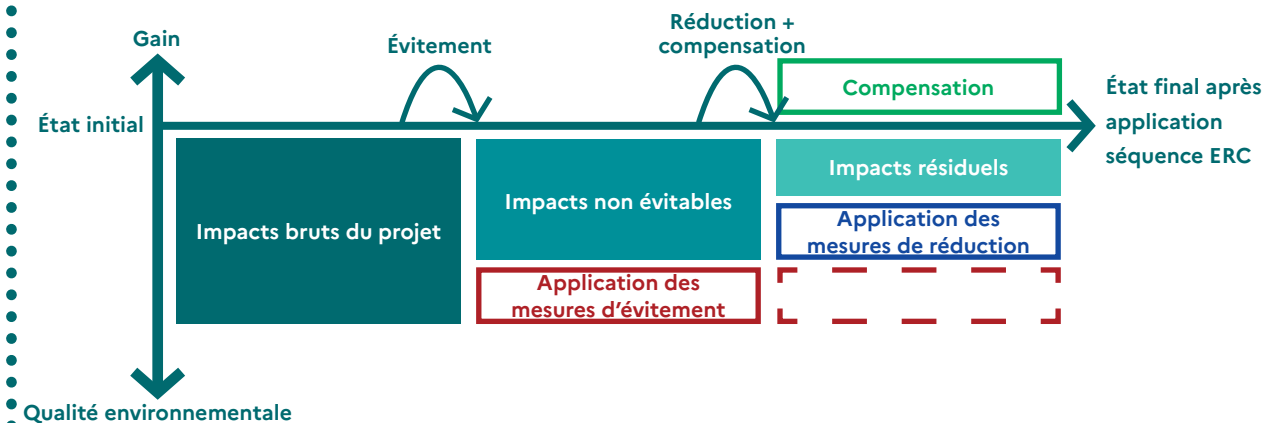 Gain
Évitement
Réduction +
compensation
État initial
Compensation
État final après
application
séquence ERC
Impacts bruts du projet
Impacts non évitables
Impacts résiduels
Application des
mesures de réduction
Application des
mesures d’évitement
Qualité environnementale